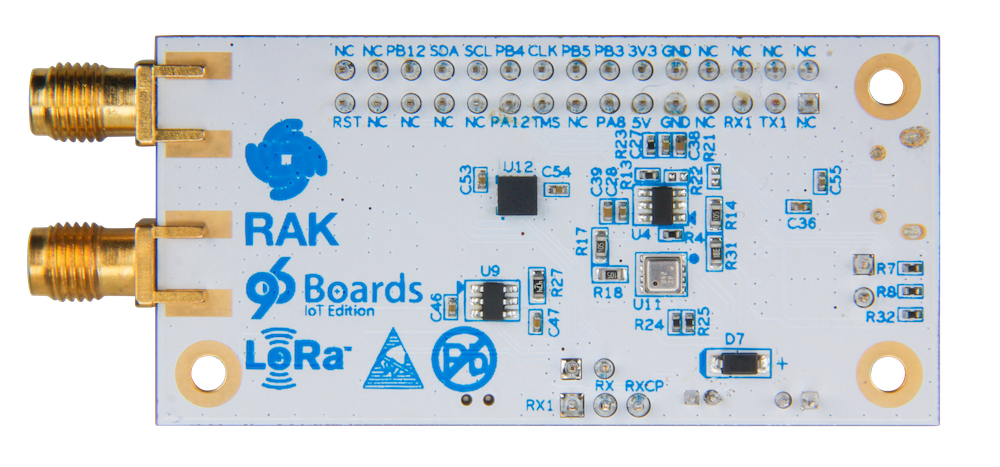 NC NC PB12 SDA SCL PB4 CLK PB5 PB3 3V3 GND NC NC NC NC
RST NC NC NC NC PA12 TMS NC PA8 5V GND NC RX1 TX1 NC
R23
C27
C38
R21
U12
C53
C54
C39
C28
R13
R22
C55
C36
R14
U4
R4
RAK
R17
R31
96Boards
IoT Edition
U9
R27
R18
U11
R7
R8
R32
C46
C47
R24
R25
LoRa™
Pb
D7
+
RX RXCP
RX1